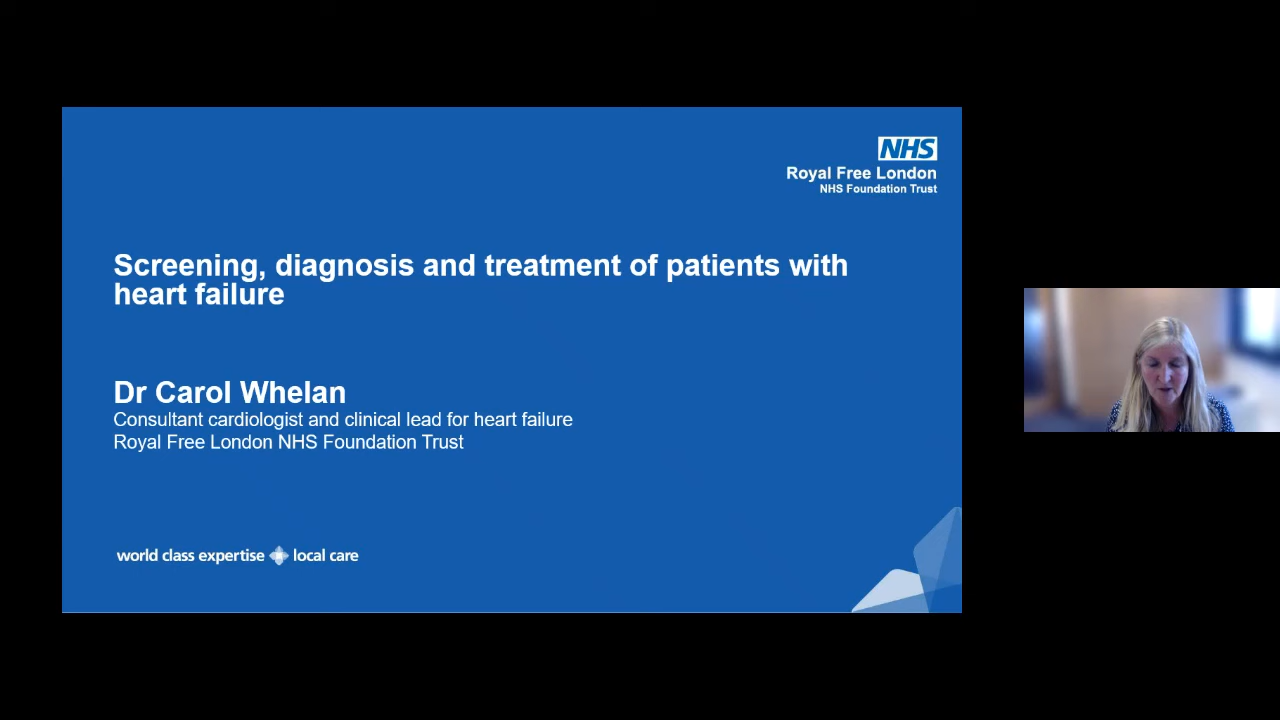 NHS
Royal Free London
NHS Foundation Trust
Screening, diagnosis and treatment of patients with
heart failure
Dr Carol Whelan
Consultant cardiologist and clinical lead for heart failure
Royal Free London NHS Foundation Trust
world class expertise local care